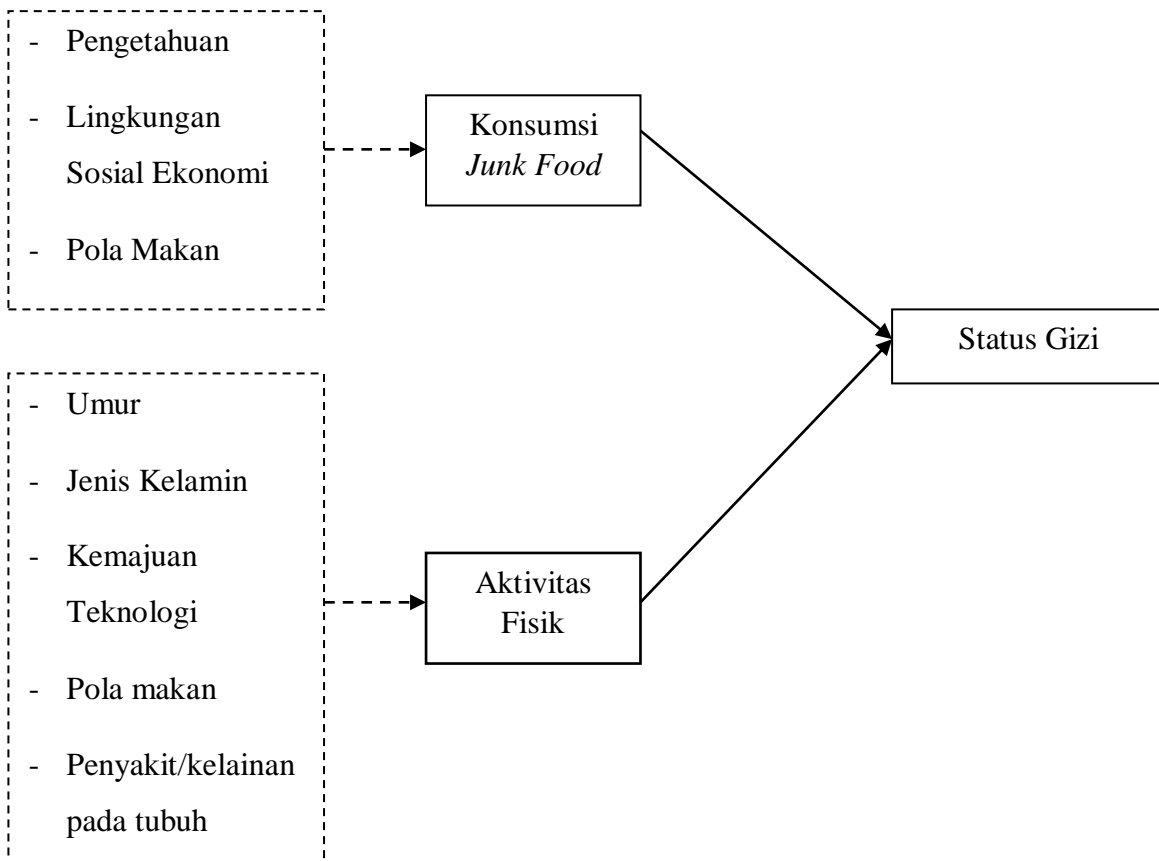 - Pengetahuan
- Lingkungan
Sosial Ekonomi
- Pola Makan
Konsumsi
Junk Food
Status Gizi
- Umur
- Jenis Kelamin
- Kemajuan
Teknologi
- Pola makan
- Penyakit/kelainan
pada tubuh
Aktivitas
Fisik